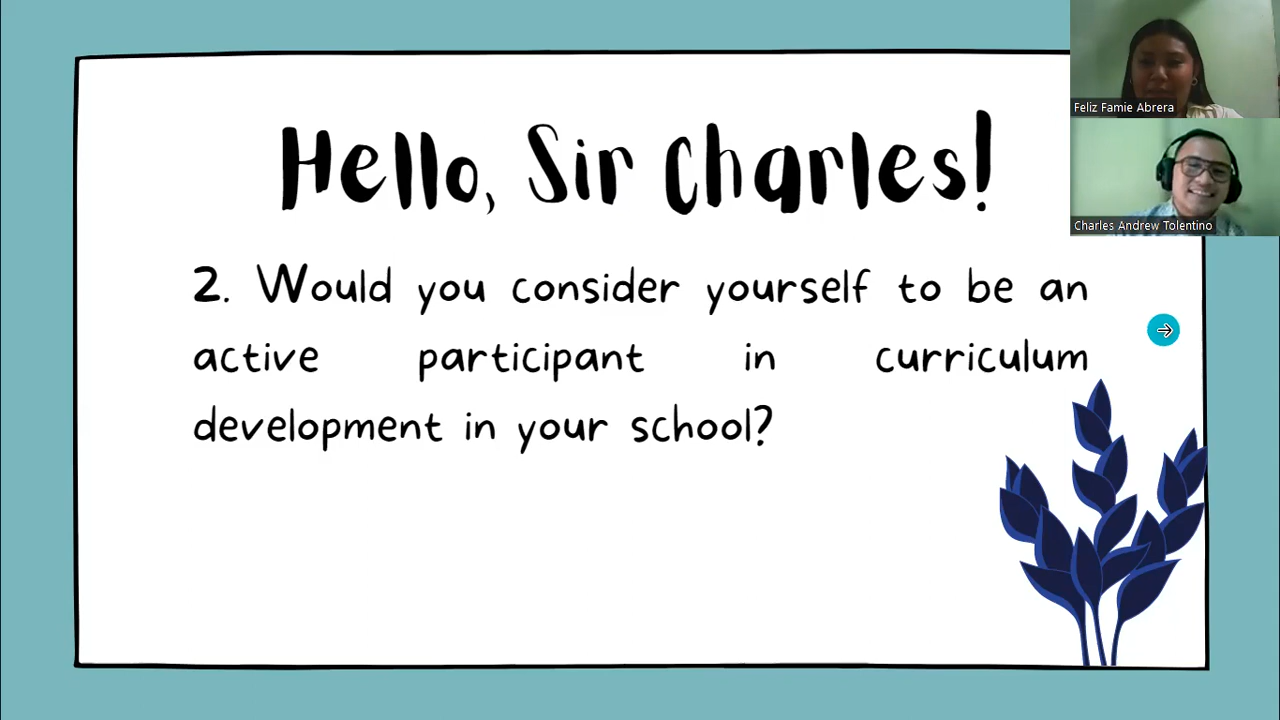 Hello, Sir Charles!
2. Would you consider yourself to be an
active participant in curriculum
development in your school?
Feliz Famie Abrera
Charles Andrew Tolentino